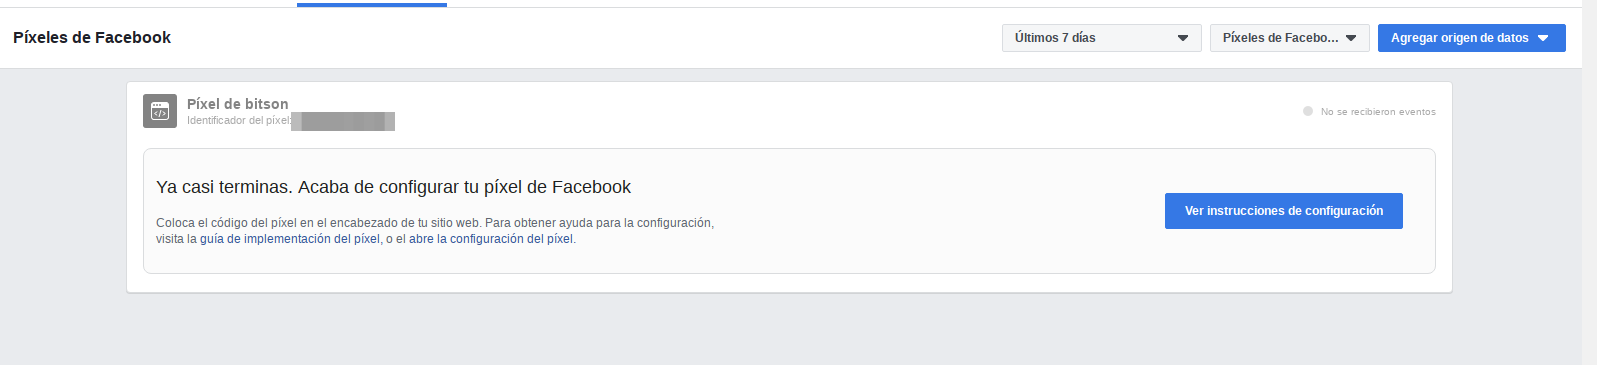 Píxeles de Facebook
Últimos 7 días
Píxeles de Facebo...
Agregar origen de datos
Píxel de bitson
Identificador del píxel:
No se recibieron eventos
Ya casi terminas. Acaba de configurar tu píxel de Facebook
Coloca el código del píxel en el encabezado de tu sitio web. Para obtener ayuda para la configuración,
visita la guía de implementación del píxel, o el abre la configuración del píxel.
Ver instrucciones de configuración